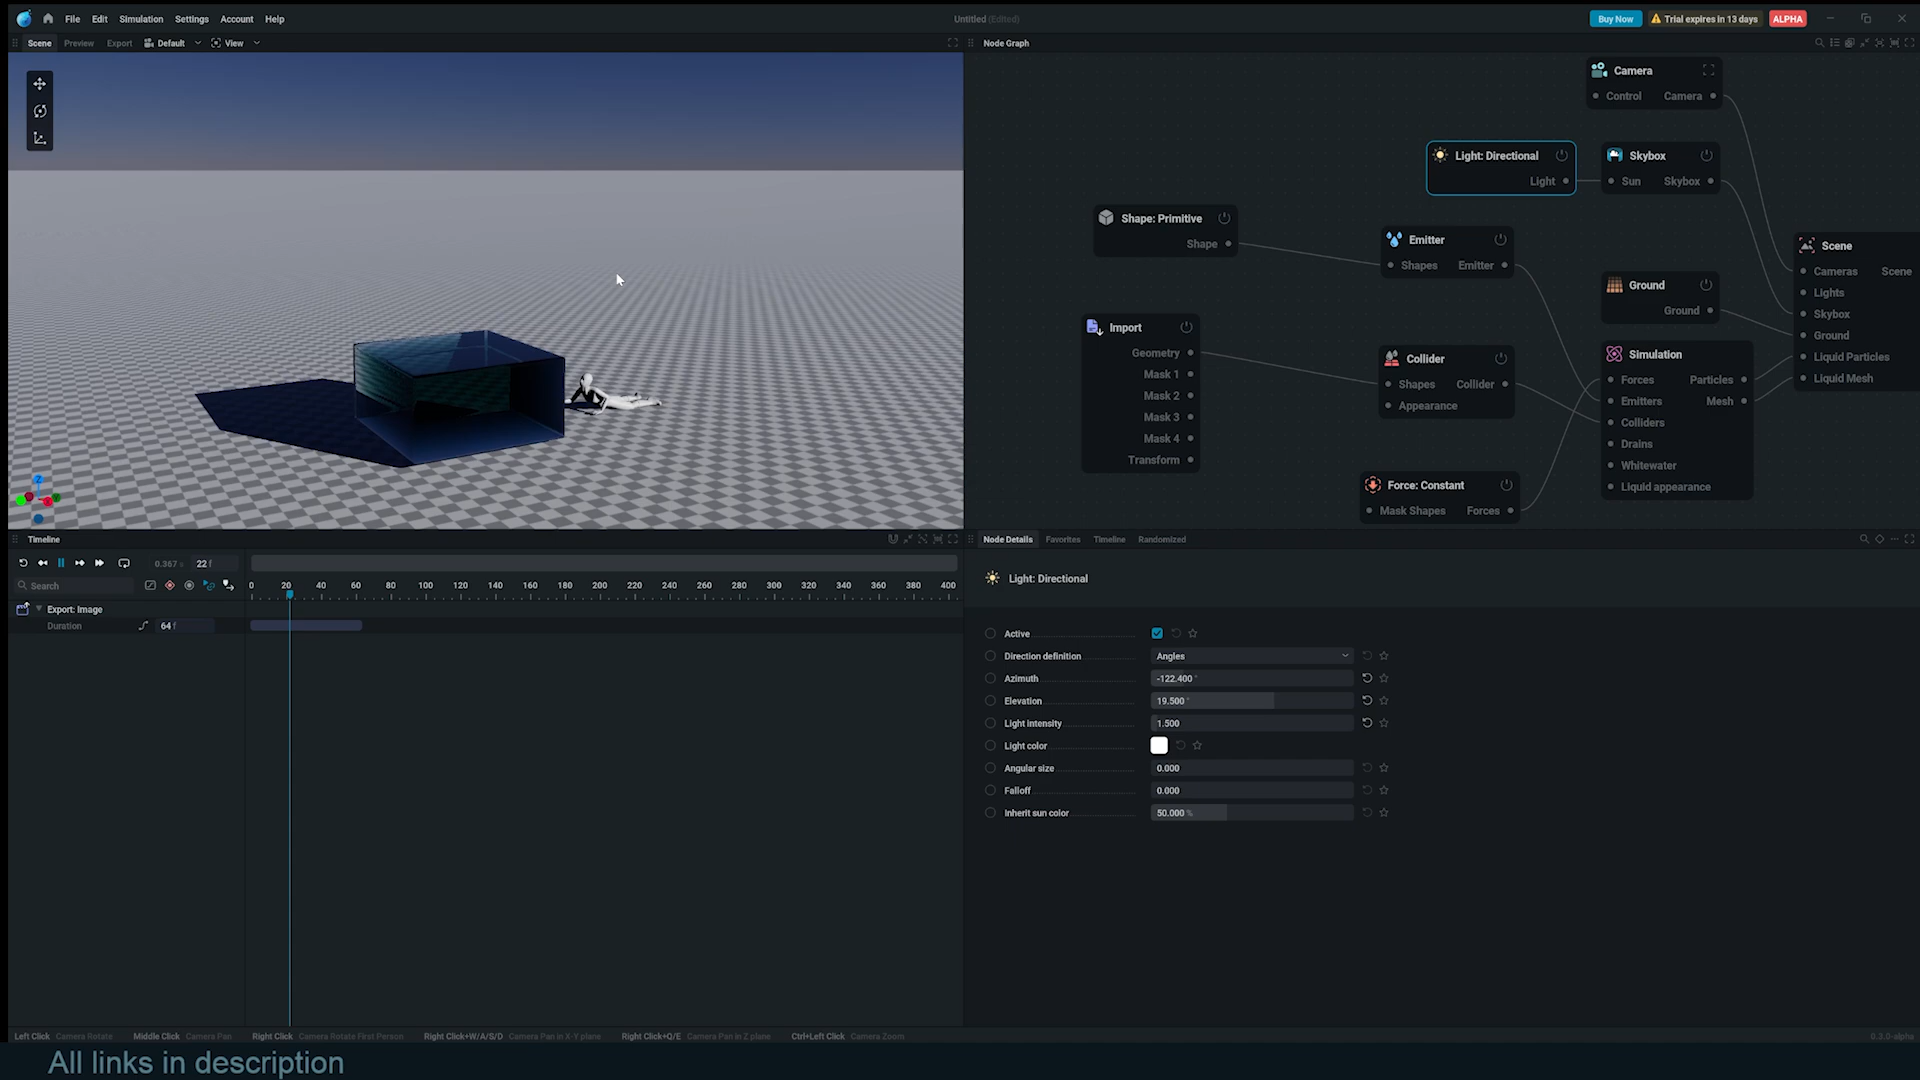 File Edit Simulation Settings Account Help
Untitled (Edited)
Buy Now Trial expires in 13 days ALPHA
Scene Preview Export Default View
Node Graph
Camera
Control Camera
Light: Directional
Light
Skybox
Sun Skybox
Shape: Primitive
Shape
Emitter
Shapes Emitter
Scene
Cameras Scene
Lights
Skybox
Ground
Liquid Particles
Liquid Mesh
Ground
Ground
Import
Geometry
Mask 1
Mask 2
Mask 3
Mask 4
Transform
Collider
Shapes Collider
Appearance
Simulation
Forces Particles
Emitters Mesh
Colliders
Drains
Whitewater
Liquid appearance
Force: Constant
Mask Shapes Forces
Timeline
0.367 s 22 f
Search
0 20 40 60 80 100 120 140 160 180 200 220 240 260 280 300 320 340 360 380 400
Export: Image
Duration 64 f
Node Details Favorites Timeline Randomized
Light: Directional
Active
Direction definition Angles
Azimuth -122.400 °
Elevation 19.500 °
Light intensity 1.500
Light color
Angular size 0.000
Falloff 0.000
Inherit sun color 50.000 %
Left Click Camera Rotate Middle Click Camera Pan Right Click Camera Rotate First Person Right Click+W/A/S/D Camera Pan in X-Y plane Right Click+Q/E Camera Pan in Z plane Ctrl+Left Click Camera Zoom
0.3.0-alpha
All links in description